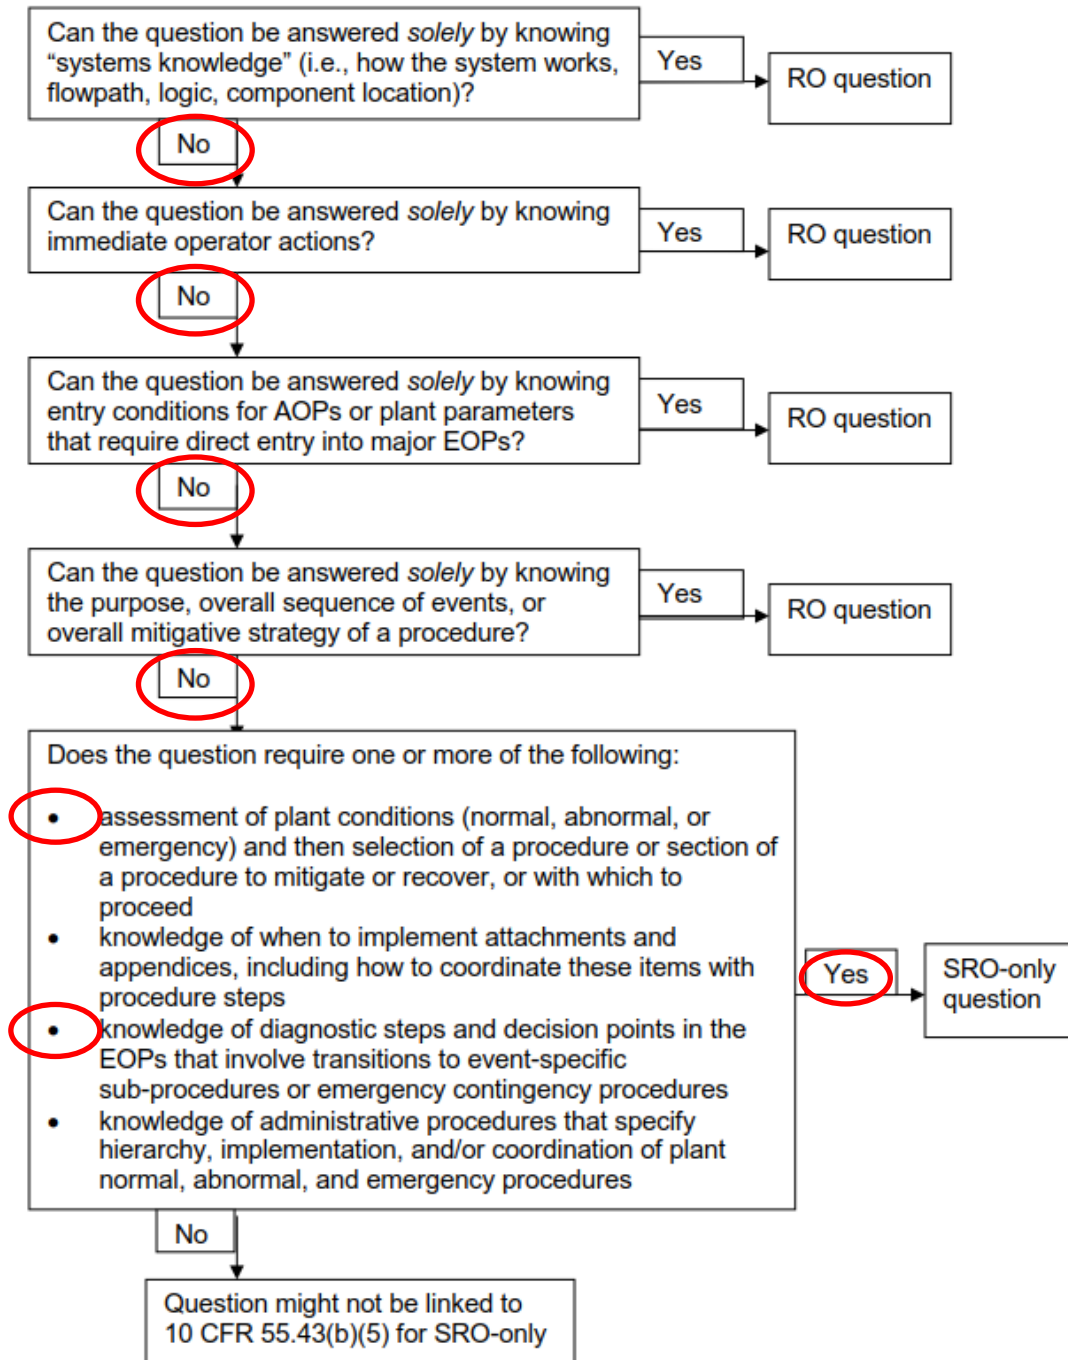 Can the question be answered solely by knowing
“systems knowledge” (i.e., how the system works,
flowpath, logic, component location)?
Yes
RO question
No
Can the question be answered solely by knowing
immediate operator actions?
Yes
RO question
No
Can the question be answered solely by knowing
entry conditions for AOPs or plant parameters
that require direct entry into major EOPs?
Yes
RO question
No
Can the question be answered solely by knowing
the purpose, overall sequence of events, or
overall mitigative strategy of a procedure?
Yes
RO question
No
Does the question require one or more of the following:
• assessment of plant conditions (normal, abnormal, or
emergency) and then selection of a procedure or section of
a procedure to mitigate or recover, or with which to
proceed
• knowledge of when to implement attachments and
appendices, including how to coordinate these items with
procedure steps
• knowledge of diagnostic steps and decision points in the
EOPs that involve transitions to event-specific
sub-procedures or emergency contingency procedures
• knowledge of administrative procedures that specify
hierarchy, implementation, and/or coordination of plant
normal, abnormal, and emergency procedures
Yes
SRO-only
question
No
Question might not be linked to
10 CFR 55.43(b)(5) for SRO-only